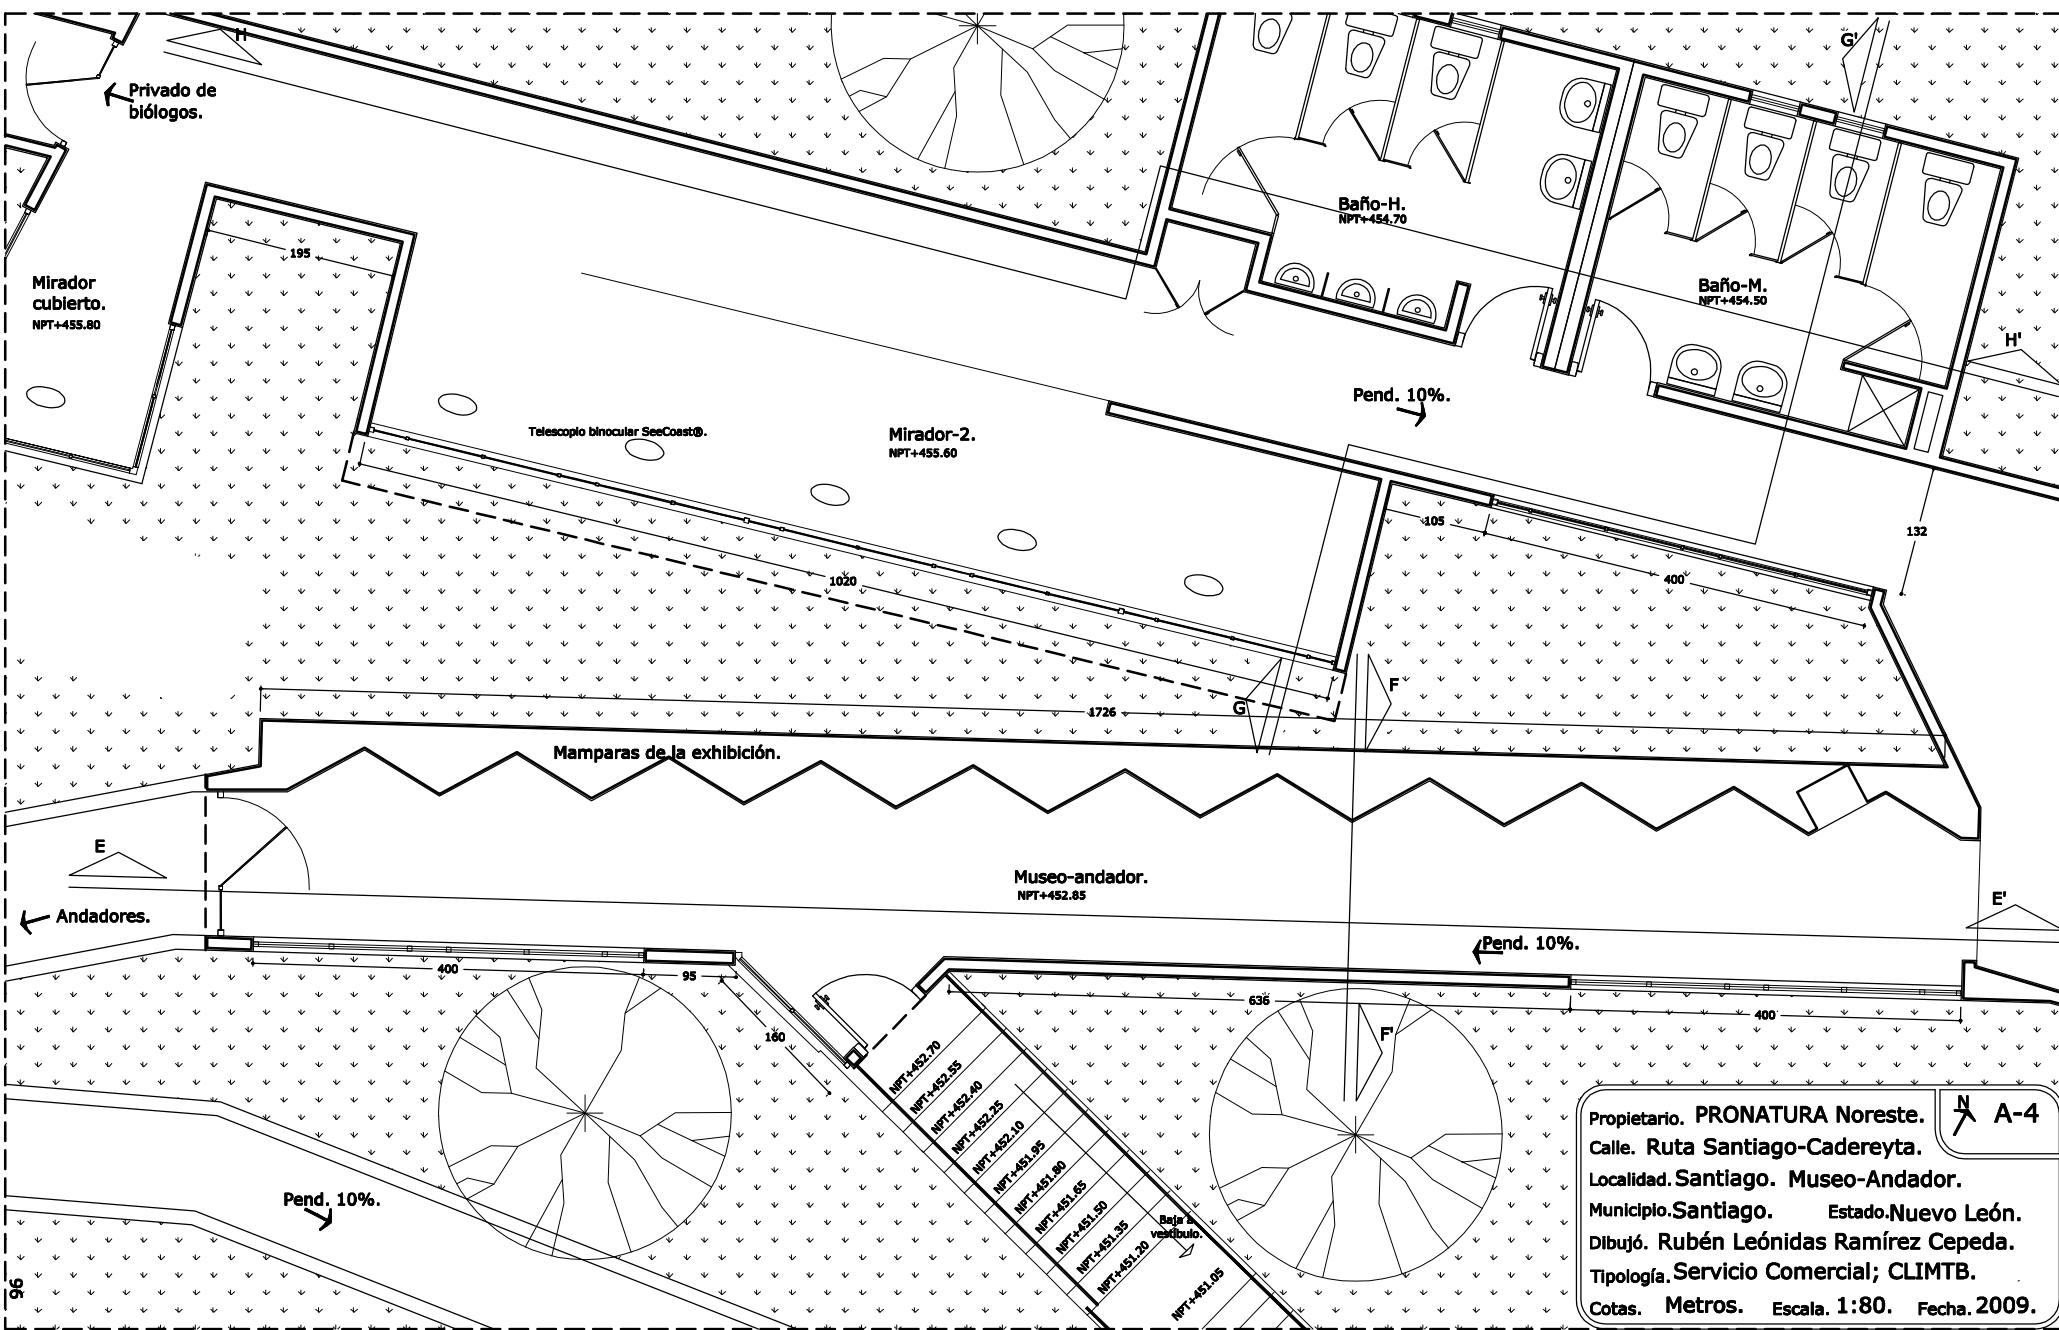 H
G'
Privado de
biólogos.
Baño-H.
NPT+454.70
195
Mirador
cubierto.
NPT+455.80
Baño-M.
NPT+454.50
H'
Pend. 10%.
Telescopio binocular SeeCoast®.
Mirador-2.
NPT+455.60
105
132
1020
400
F
G
1726
Mamparas de la exhibición.
E
Museo-andador.
NPT+452.85
E'
Andadores.
Pend. 10%.
400
95
636
400
160
F'
NPT+452.70
NPT+452.55
NPT+452.40
NPT+452.25
NPT+452.10
NPT+451.95
NPT+451.80
NPT+451.65
NPT+451.50
NPT+451.35
NPT+451.20
NPT+451.05
Baja a
vestíbulo.
Pend. 10%.
96
N
A-4
Propietario. PRONATURA Noreste.
Calle. Ruta Santiago-Cadereyta.
Localidad. Santiago. Museo-Andador.
Municipio. Santiago. Estado. Nuevo León.
Dibujó. Rubén Leónidas Ramírez Cepeda.
Tipología. Servicio Comercial; CLIMTB.
Cotas. Metros. Escala. 1:80. Fecha. 2009.